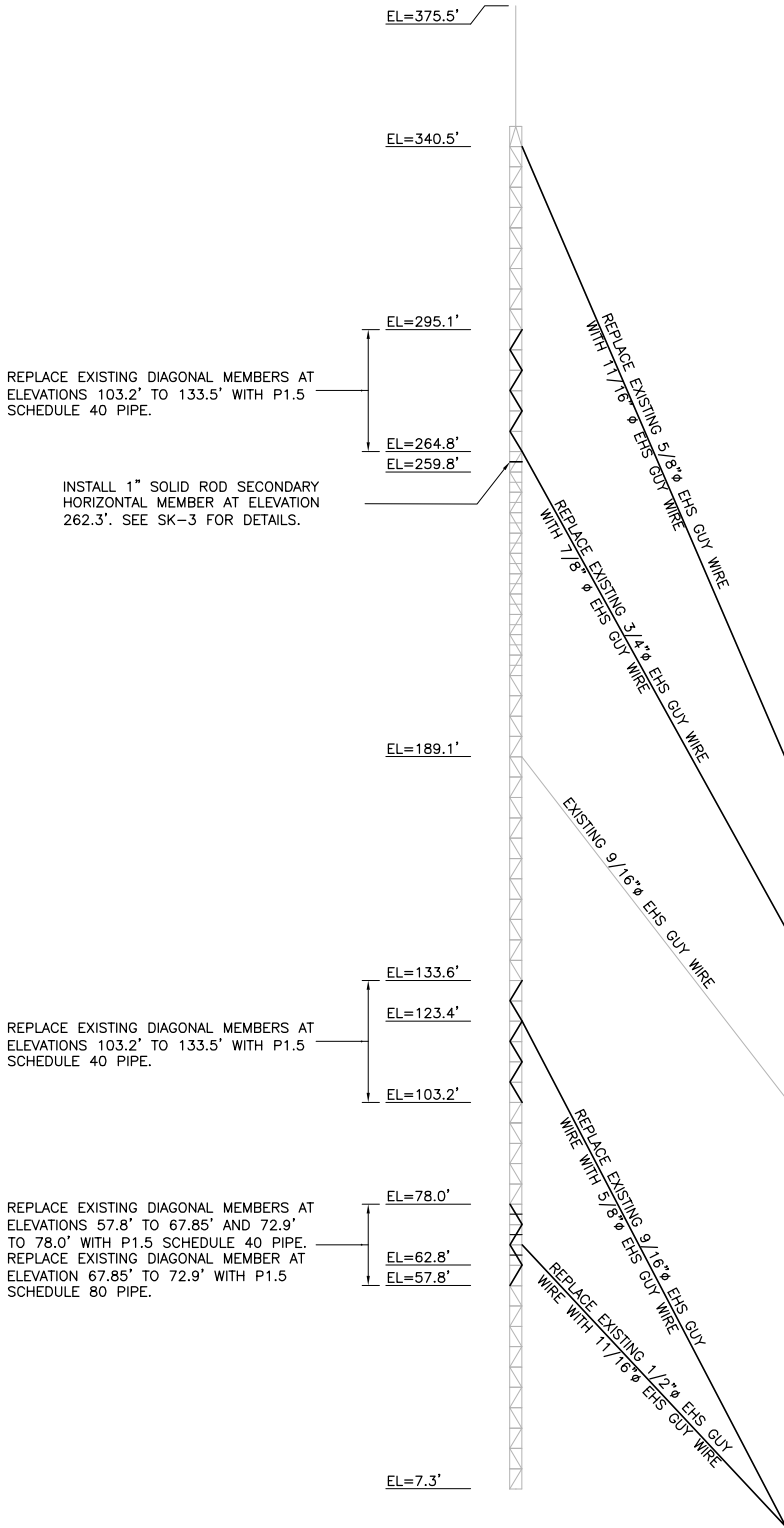 EL=375.5'
EL=340.5'
REPLACE EXISTING 5/8"ø EHS GUY WIRE
WITH 11/16"ø EHS GUY WIRE
EL=295.1'
REPLACE EXISTING DIAGONAL MEMBERS AT
ELEVATIONS 103.2' TO 133.5' WITH P1.5
SCHEDULE 40 PIPE.
EL=264.8'
EL=259.8'
INSTALL 1" SOLID ROD SECONDARY
HORIZONTAL MEMBER AT ELEVATION
262.3'. SEE SK-3 FOR DETAILS.
REPLACE EXISTING 3/4"ø EHS GUY WIRE
WITH 7/8"ø EHS GUY WIRE
EL=189.1'
EXISTING 9/16"ø EHS GUY WIRE
EL=133.6'
EL=123.4'
REPLACE EXISTING DIAGONAL MEMBERS AT
ELEVATIONS 103.2' TO 133.5' WITH P1.5
SCHEDULE 40 PIPE.
EL=103.2'
REPLACE EXISTING 9/16"ø EHS GUY
WIRE WITH 5/8"ø EHS GUY WIRE
EL=78.0'
REPLACE EXISTING DIAGONAL MEMBERS AT
ELEVATIONS 57.8' TO 67.85' AND 72.9'
TO 78.0' WITH P1.5 SCHEDULE 40 PIPE.
REPLACE EXISTING DIAGONAL MEMBER AT
ELEVATION 67.85' TO 72.9' WITH P1.5
SCHEDULE 80 PIPE.
EL=62.8'
EL=57.8'
REPLACE EXISTING 1/2"ø EHS GUY
WIRE WITH 11/16"ø EHS GUY WIRE
EL=7.3'